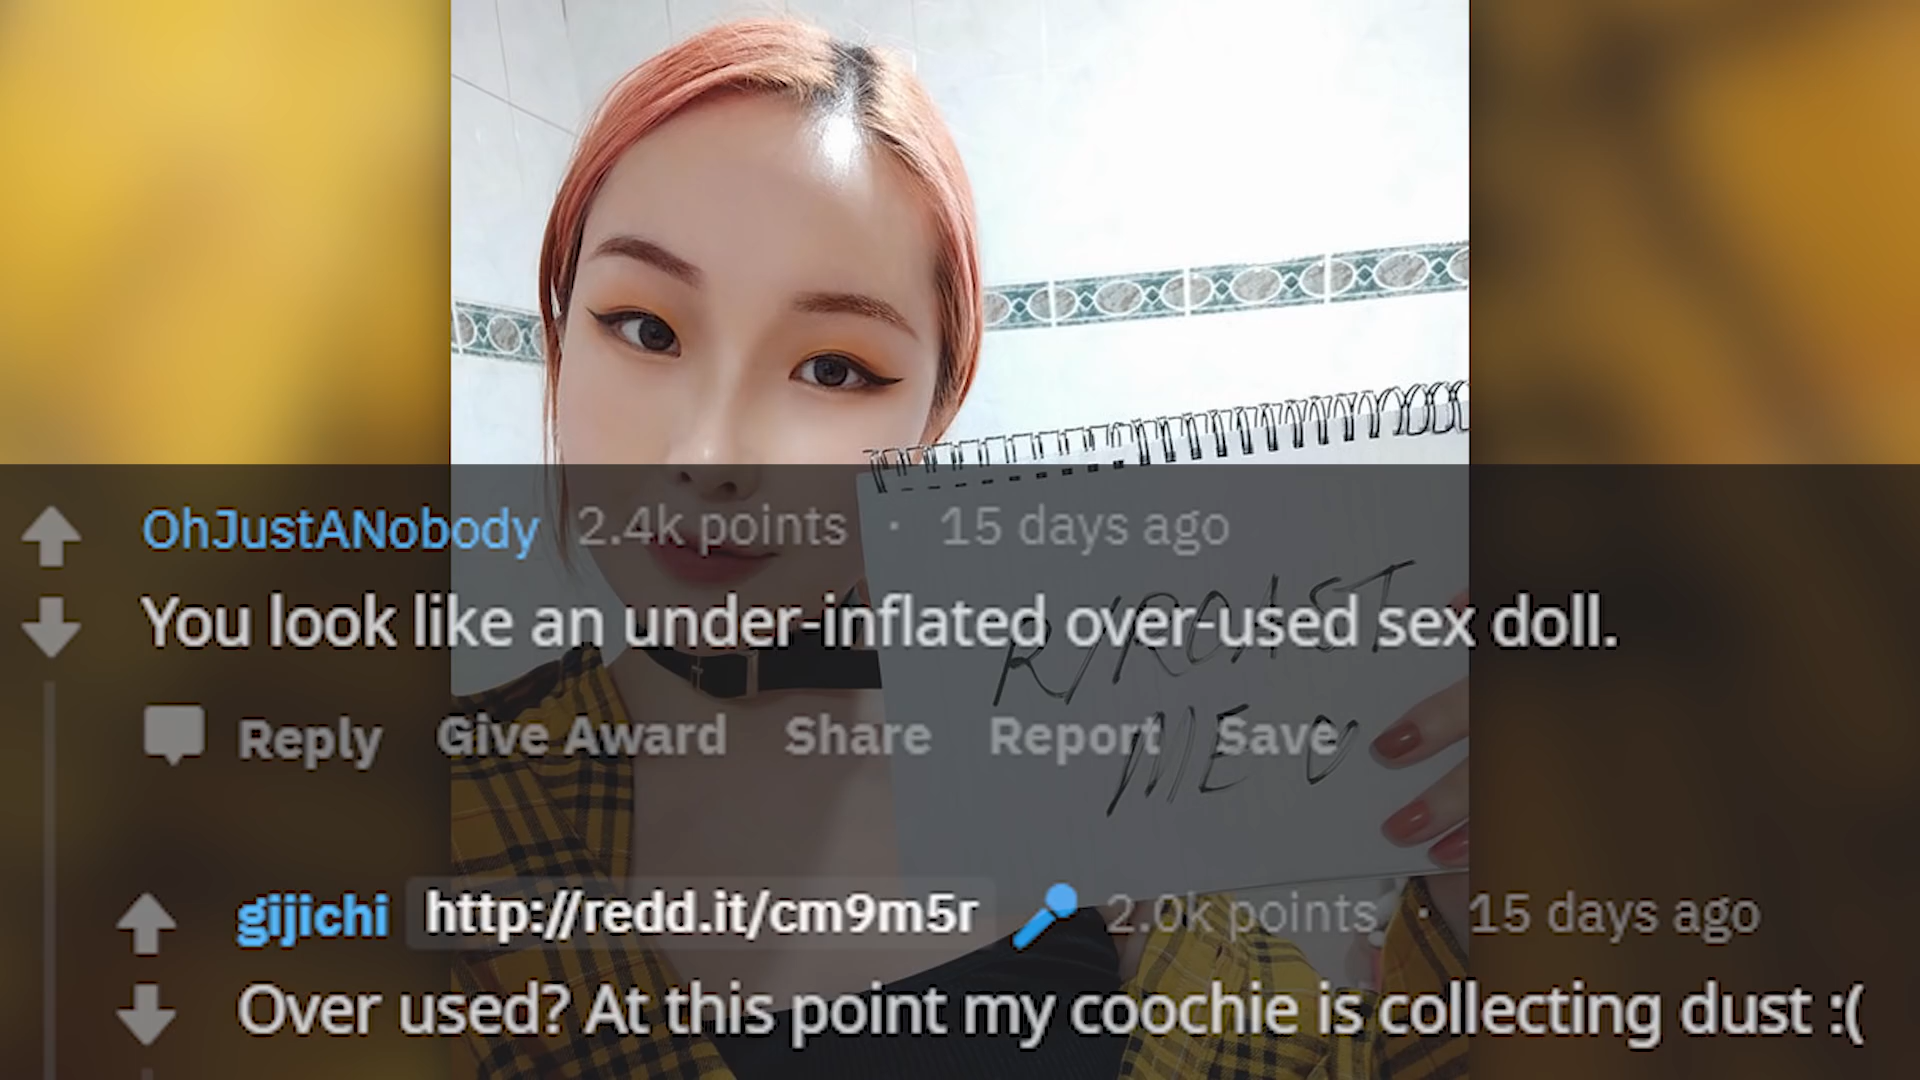 OhJustANobody 2.4k points · 15 days ago
You look like an under-inflated over-used sex doll.
R/ROAST
ME
Reply Give Award Share Report Save
gijichi http://redd.it/cm9m5r 2.0k points · 15 days ago
Over used? At this point my coochie is collecting dust :(